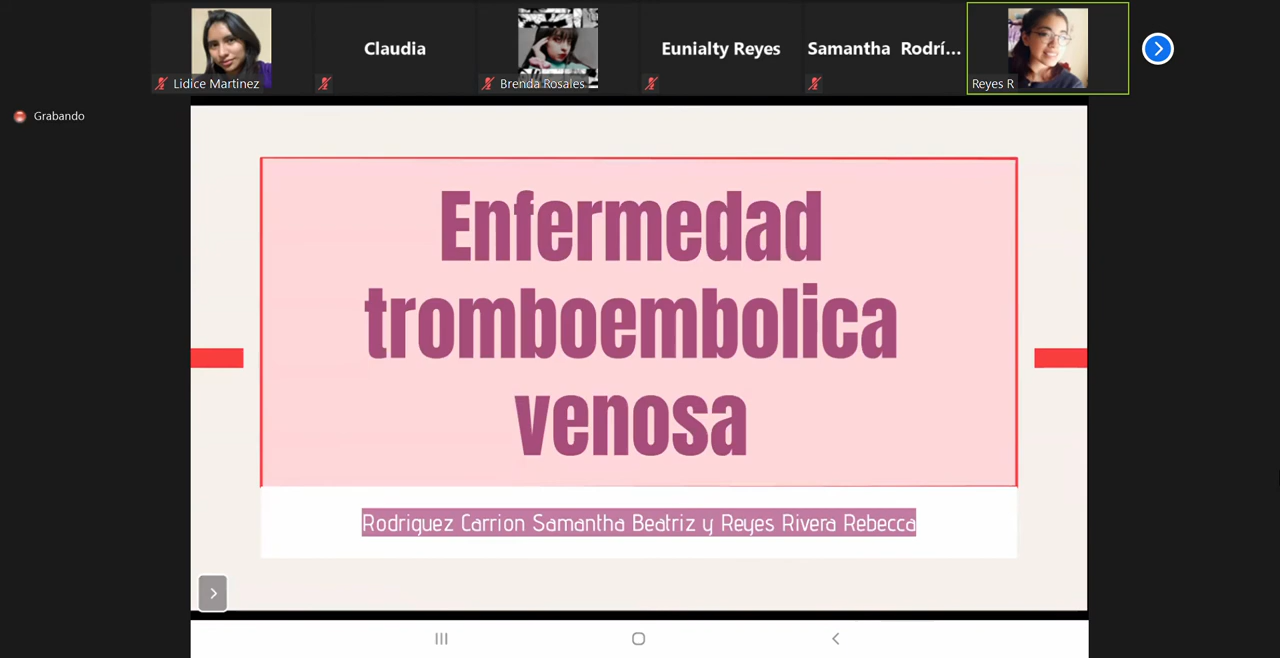 Lidice Martinez
Claudia
Brenda Rosales
Eunialty Reyes
Samantha Rodrí...
Reyes R
Grabando
Enfermedad
tromboembolica
venosa
Rodriguez Carrion Samantha Beatriz y Reyes Rivera Rebecca